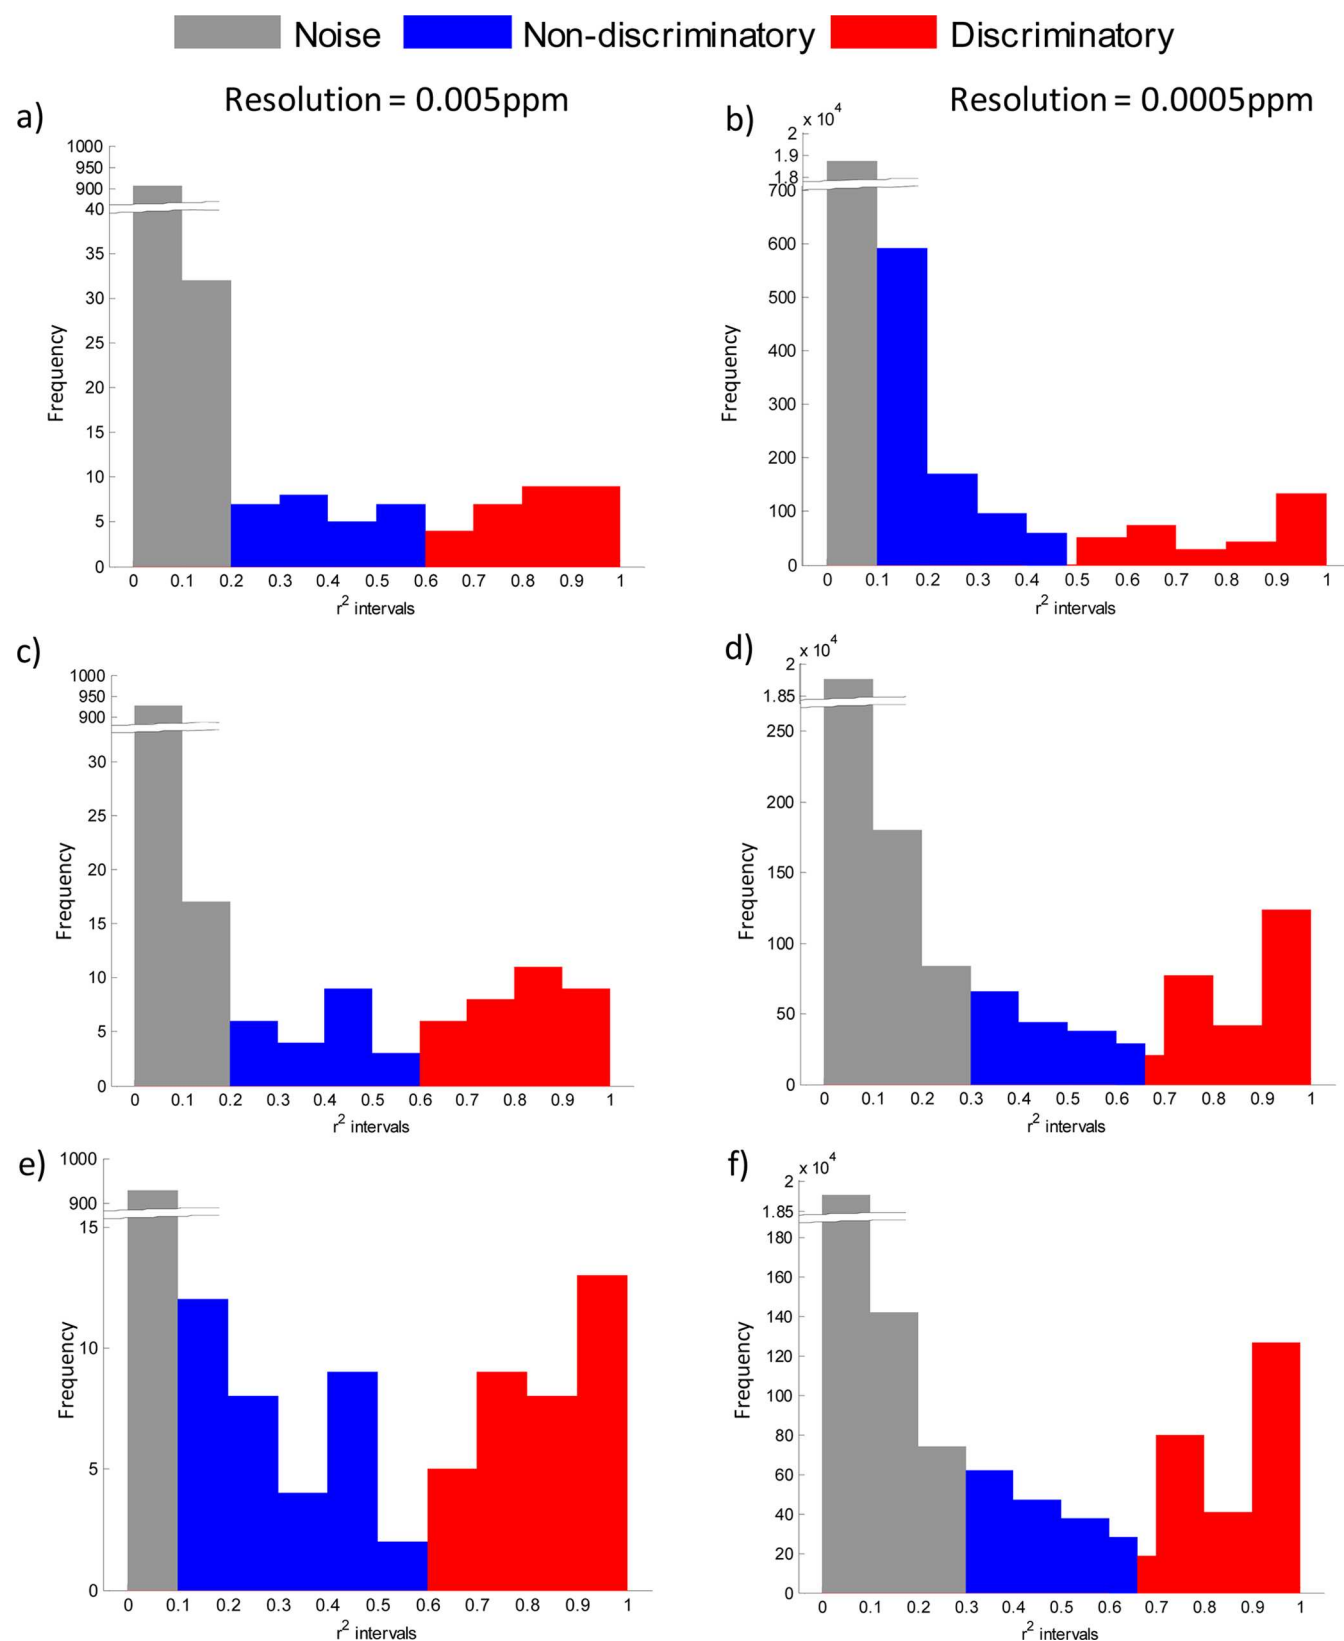 Noise Non-discriminatory Discriminatory
Resolution = 0.005ppm Resolution = 0.0005ppm
a)
1000
950
900
40
35
30
25
20
15
10
5
0
Frequency
0 0.1 0.2 0.3 0.4 0.5 0.6 0.7 0.8 0.9 1
r² intervals
b)
x 10⁴
2
1.9
1.8
700
600
500
400
300
200
100
0
Frequency
0 0.1 0.2 0.3 0.4 0.5 0.6 0.7 0.8 0.9 1
r² intervals
c)
1000
950
900
30
25
20
15
10
5
0
Frequency
0 0.1 0.2 0.3 0.4 0.5 0.6 0.7 0.8 0.9 1
r² intervals
d)
x 10⁴
2
1.85
250
200
150
100
50
0
Frequency
0 0.1 0.2 0.3 0.4 0.5 0.6 0.7 0.8 0.9 1
r² intervals
e)
1000
900
15
10
5
0
Frequency
0 0.1 0.2 0.3 0.4 0.5 0.6 0.7 0.8 0.9 1
r² intervals
f)
x 10⁴
2
1.85
180
160
140
120
100
80
60
40
20
0
Frequency
0 0.1 0.2 0.3 0.4 0.5 0.6 0.7 0.8 0.9 1
r² intervals